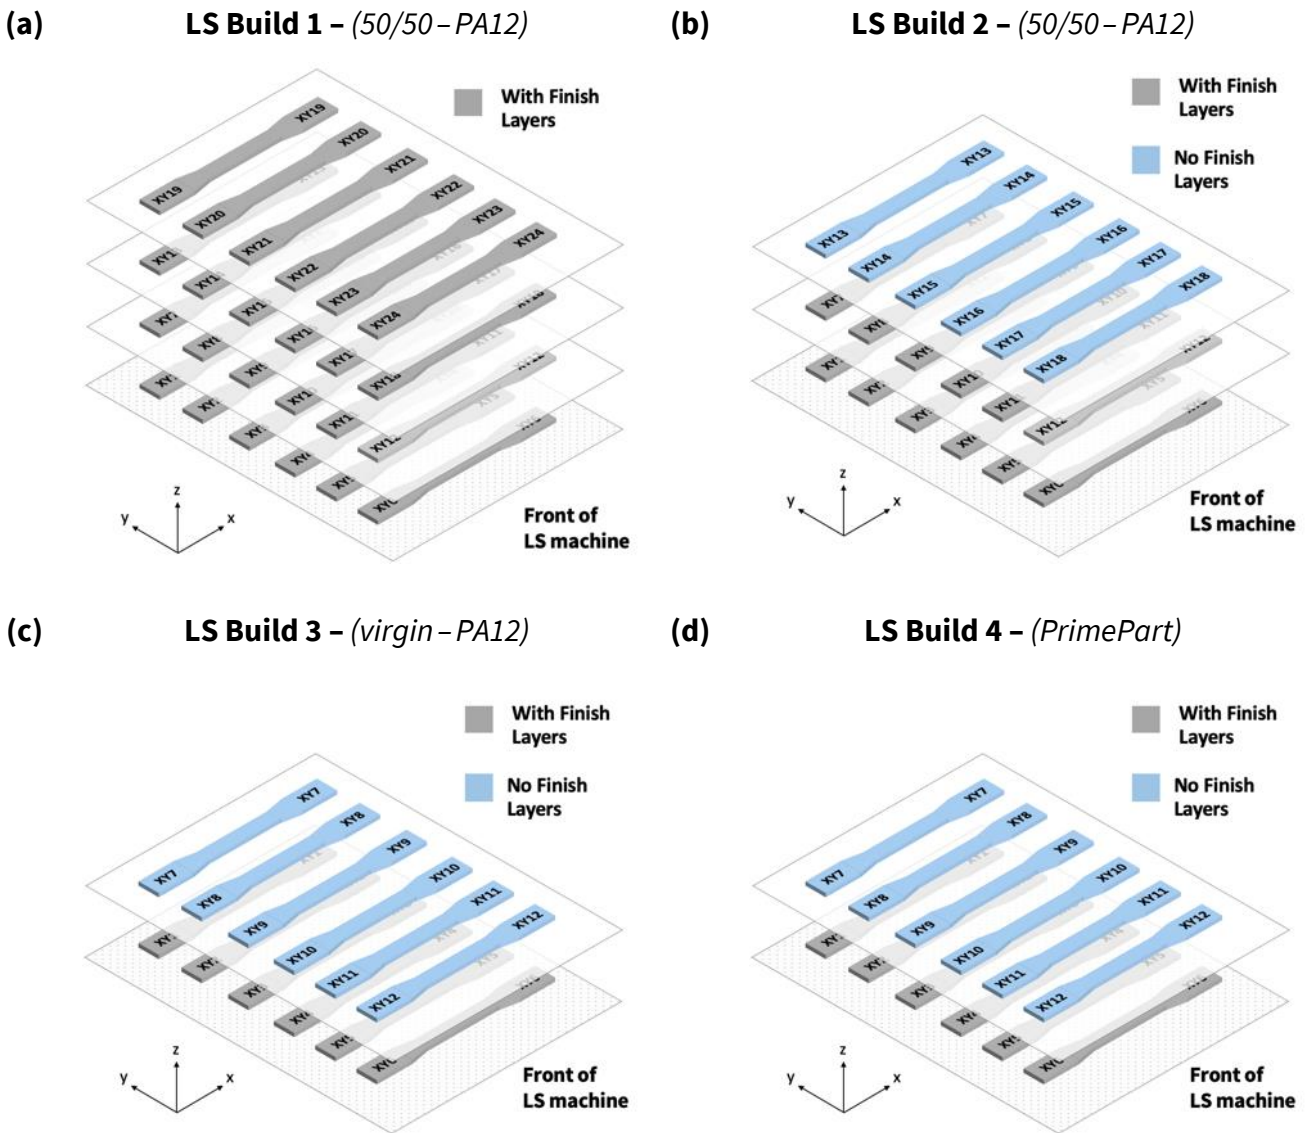 (a) LS Build 1 – (50/50 – PA12)
With Finish
Layers
XY19
XY19
XY20
XY20
XY21
XY21
XY22
XY22
XY23
XY23
XY24
XY24
z
y
x
Front of
LS machine
(b) LS Build 2 – (50/50 – PA12)
With Finish
Layers
No Finish
Layers
XY13
XY13
XY14
XY14
XY15
XY15
XY16
XY16
XY17
XY17
XY18
XY18
z
y
x
Front of
LS machine
(c) LS Build 3 – (virgin – PA12)
With Finish
Layers
No Finish
Layers
XY7
XY7
XY8
XY8
XY9
XY9
XY10
XY10
XY11
XY11
XY12
XY12
z
y
x
Front of
LS machine
(d) LS Build 4 – (PrimePart)
With Finish
Layers
No Finish
Layers
XY7
XY7
XY8
XY8
XY9
XY9
XY10
XY10
XY11
XY11
XY12
XY12
z
y
x
Front of
LS machine